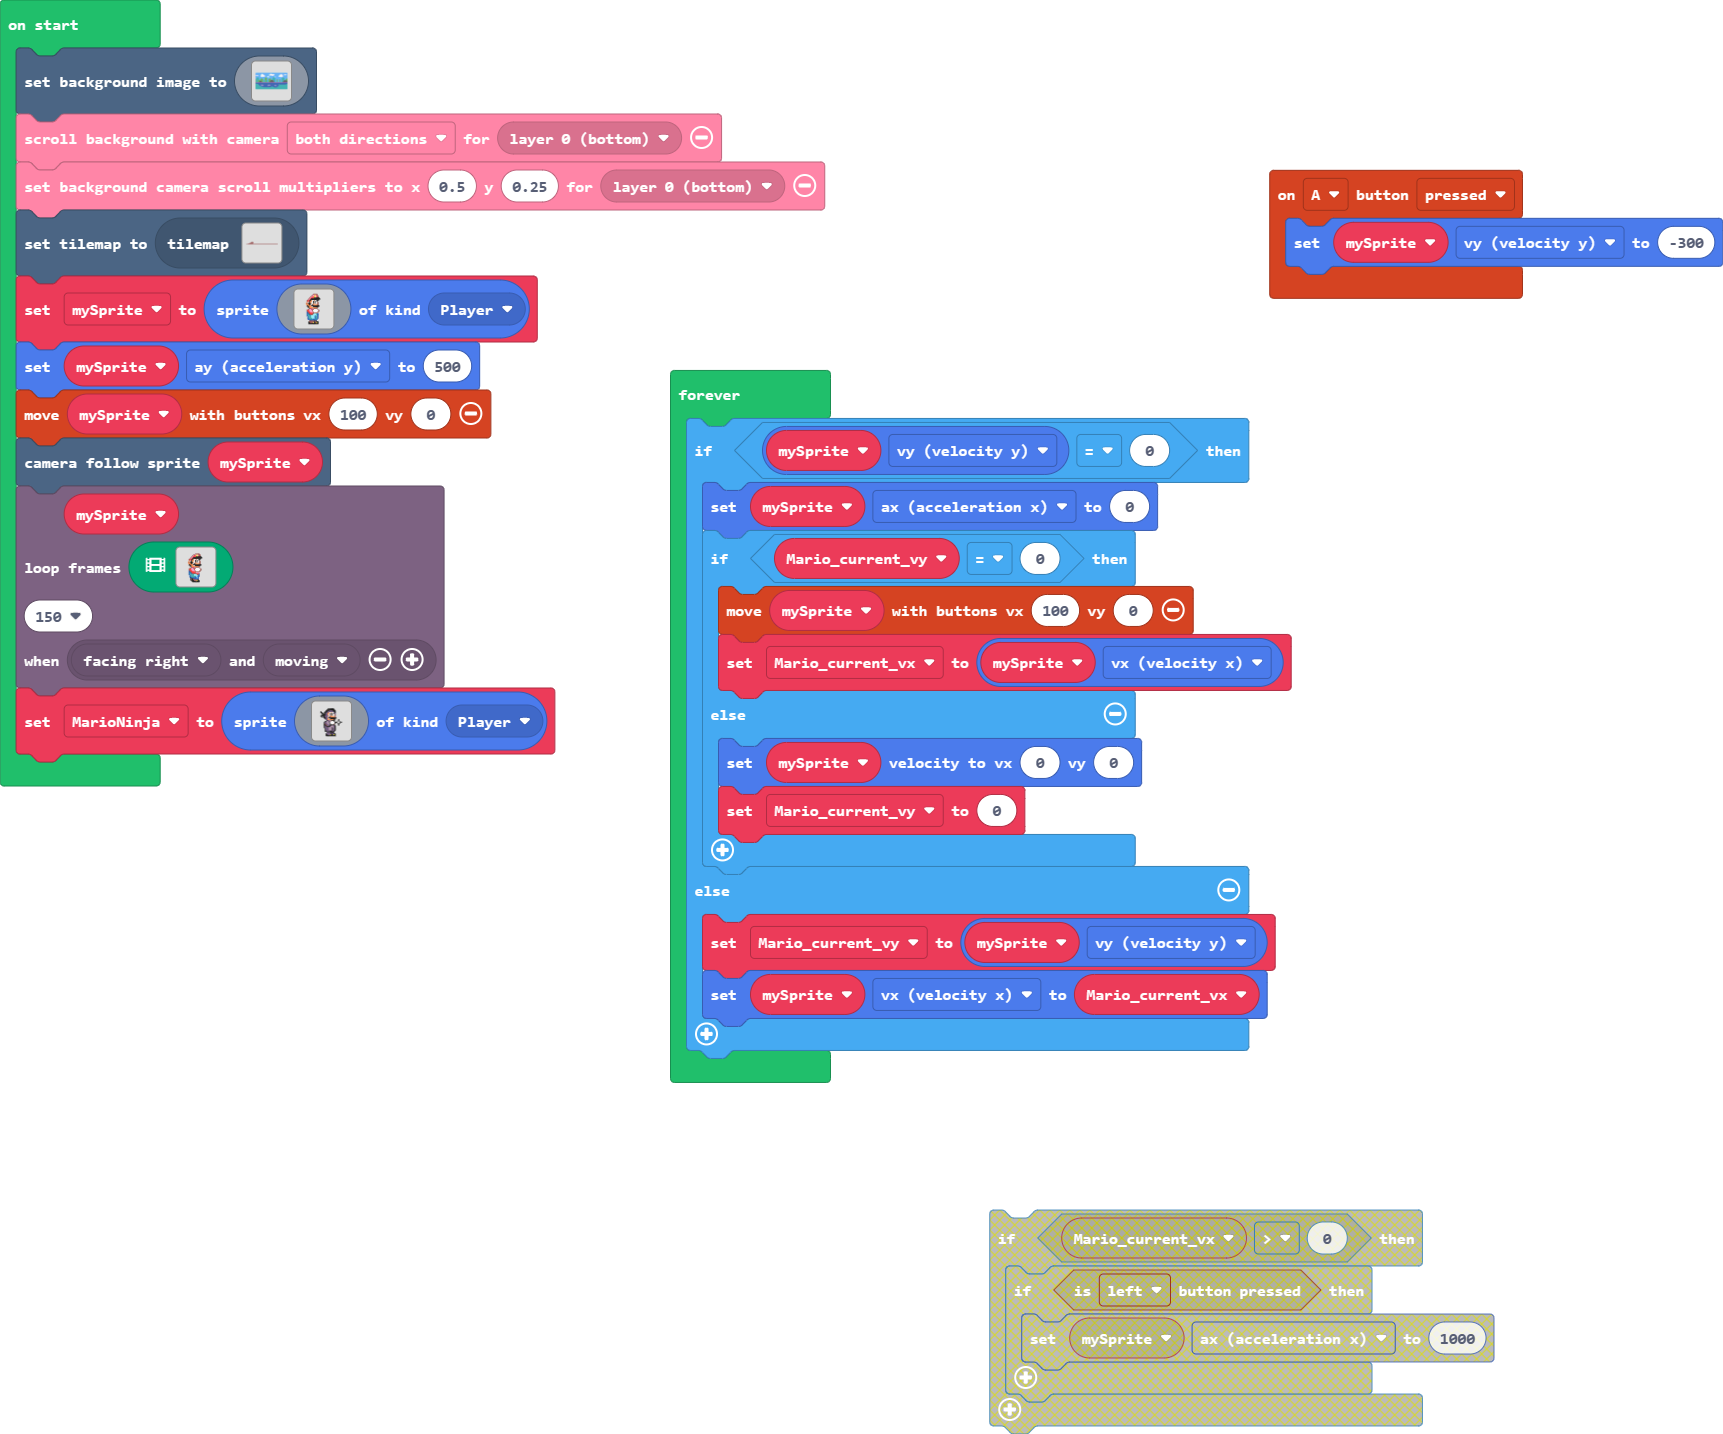 on start
set background image to
scroll background with camera both directions for layer 0 (bottom)
set background camera scroll multipliers to x 0.5 y 0.25 for layer 0 (bottom)
set tilemap to tilemap
set mySprite to sprite of kind Player
set mySprite ay (acceleration y) to 500
move mySprite with buttons vx 100 vy 0
camera follow sprite mySprite
mySprite
loop frames
150
when facing right and moving
set MarioNinja to sprite of kind Player
on A button pressed
set mySprite vy (velocity y) to -300
forever
if mySprite vy (velocity y) = 0 then
set mySprite ax (acceleration x) to 0
if Mario_current_vy = 0 then
move mySprite with buttons vx 100 vy 0
set Mario_current_vx to mySprite vx (velocity x)
else
set mySprite velocity to vx 0 vy 0
set Mario_current_vy to 0
else
set Mario_current_vy to mySprite vy (velocity y)
set mySprite vx (velocity x) to Mario_current_vx
if Mario_current_vx > 0 then
if is left button pressed then
set mySprite ax (acceleration x) to 1000